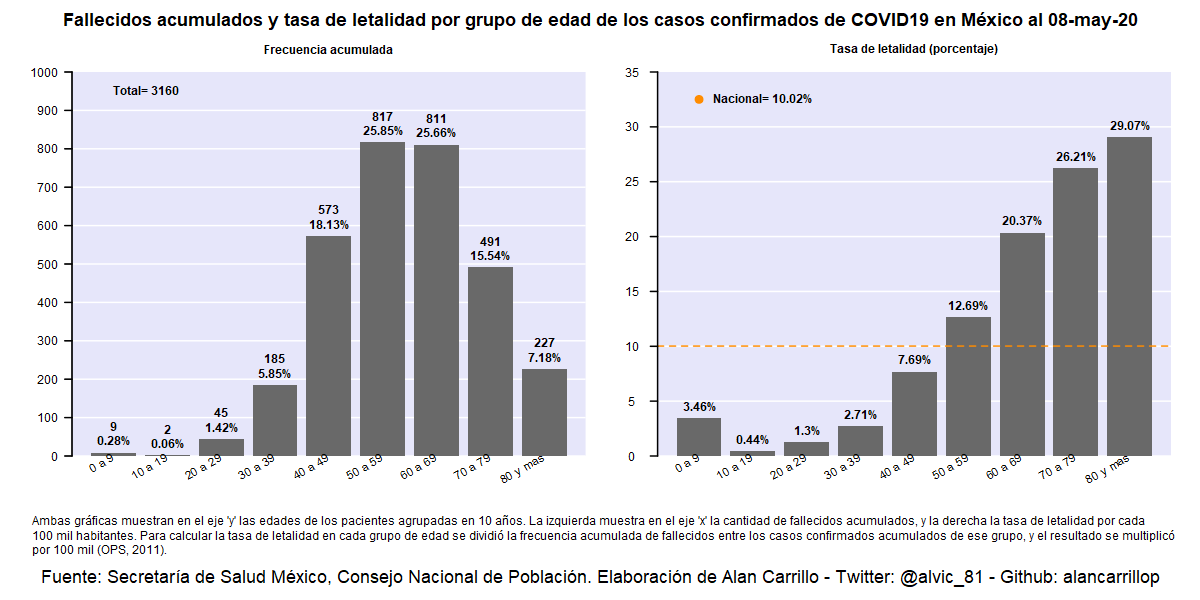 Fallecidos acumulados y tasa de letalidad por grupo de edad de los casos confirmados de COVID19 en México al 08-may-20
Frecuencia acumulada
1000
900
800
700
600
500
400
300
200
100
0
Total= 3160
9
0.28%
2
0.06%
45
1.42%
185
5.85%
573
18.13%
817
25.85%
811
25.66%
491
15.54%
227
7.18%
0 a 9
10 a 19
20 a 29
30 a 39
40 a 49
50 a 59
60 a 69
70 a 79
80 y mas
Tasa de letalidad (porcentaje)
35
30
25
20
15
10
5
0
Nacional= 10.02%
3.46%
0.44%
1.3%
2.71%
7.69%
12.69%
20.37%
26.21%
29.07%
0 a 9
10 a 19
20 a 29
30 a 39
40 a 49
50 a 59
60 a 69
70 a 79
80 y mas
Ambas gráficas muestran en el eje 'y' las edades de los pacientes agrupadas en 10 años. La izquierda muestra en el eje 'x' la cantidad de fallecidos acumulados, y la derecha la tasa de letalidad por cada
100 mil habitantes. Para calcular la tasa de letalidad en cada grupo de edad se dividió la frecuencia acumulada de fallecidos entre los casos confirmados acumulados de ese grupo, y el resultado se multiplicó
por 100 mil (OPS, 2011).
Fuente: Secretaría de Salud México, Consejo Nacional de Población. Elaboración de Alan Carrillo - Twitter: @alvic_81 - Github: alancarrillop